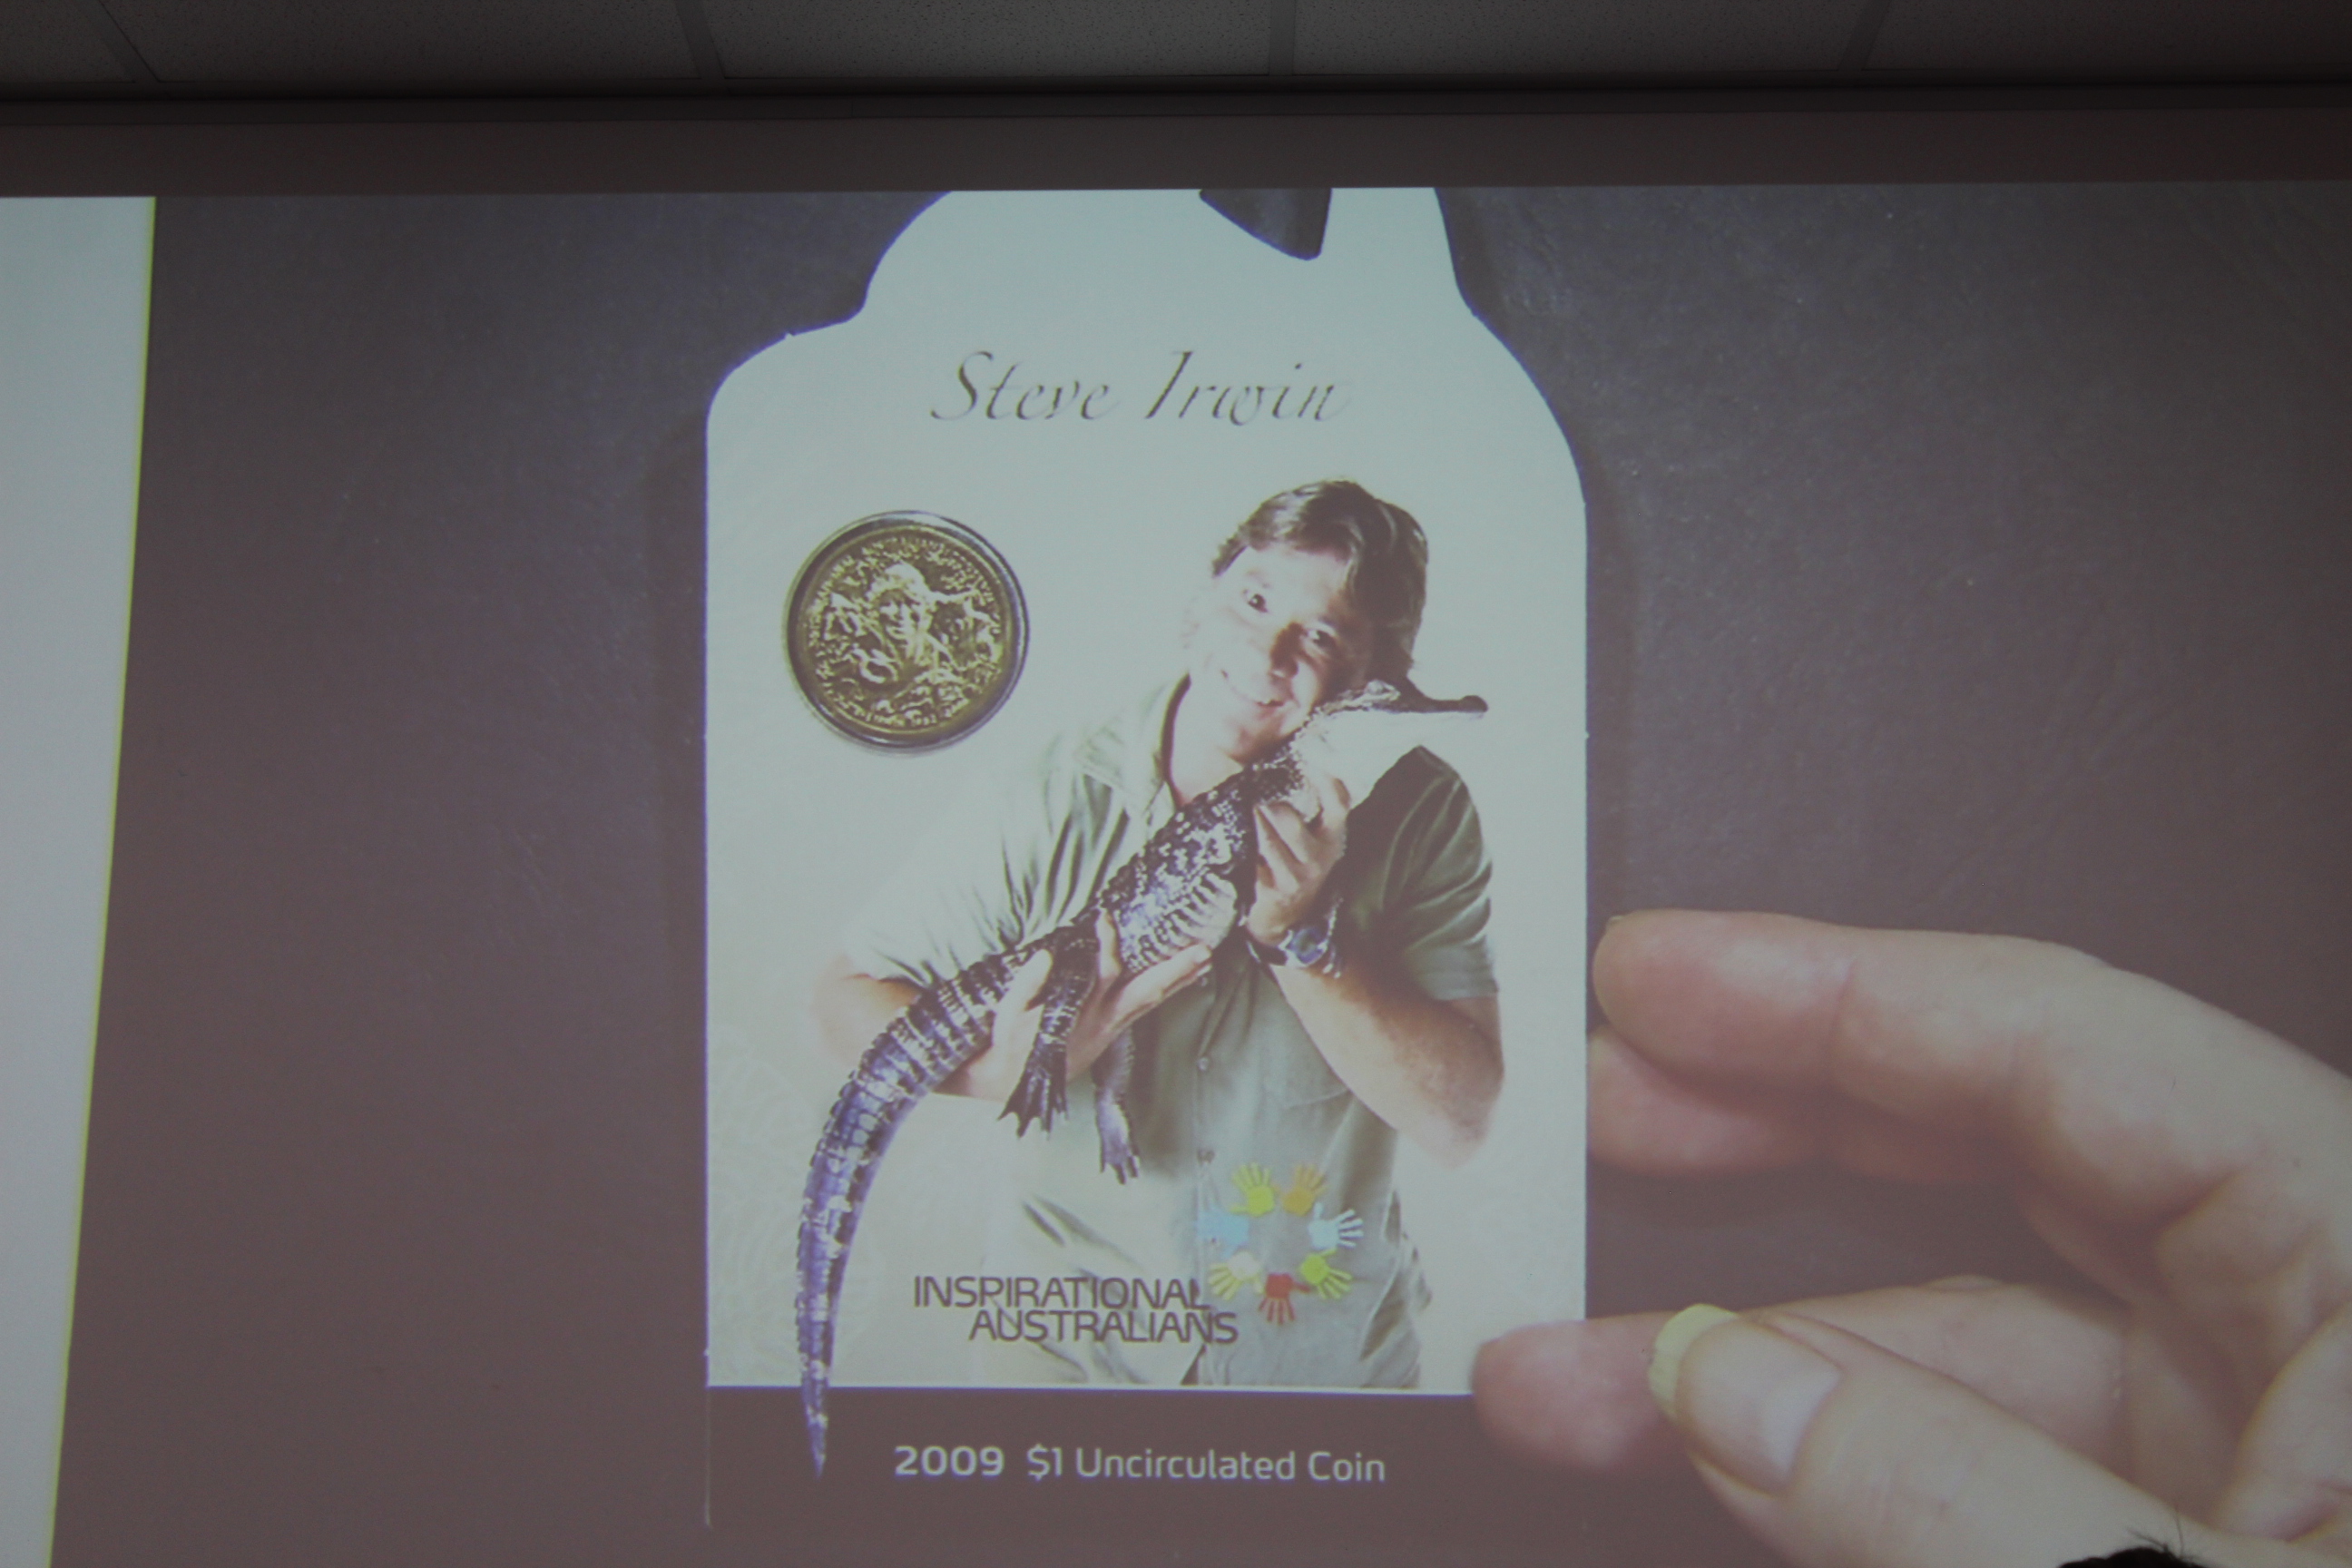 Steve Irwin
INSPIRATIONAL
AUSTRALIANS
2009 $1 Uncirculated Coin